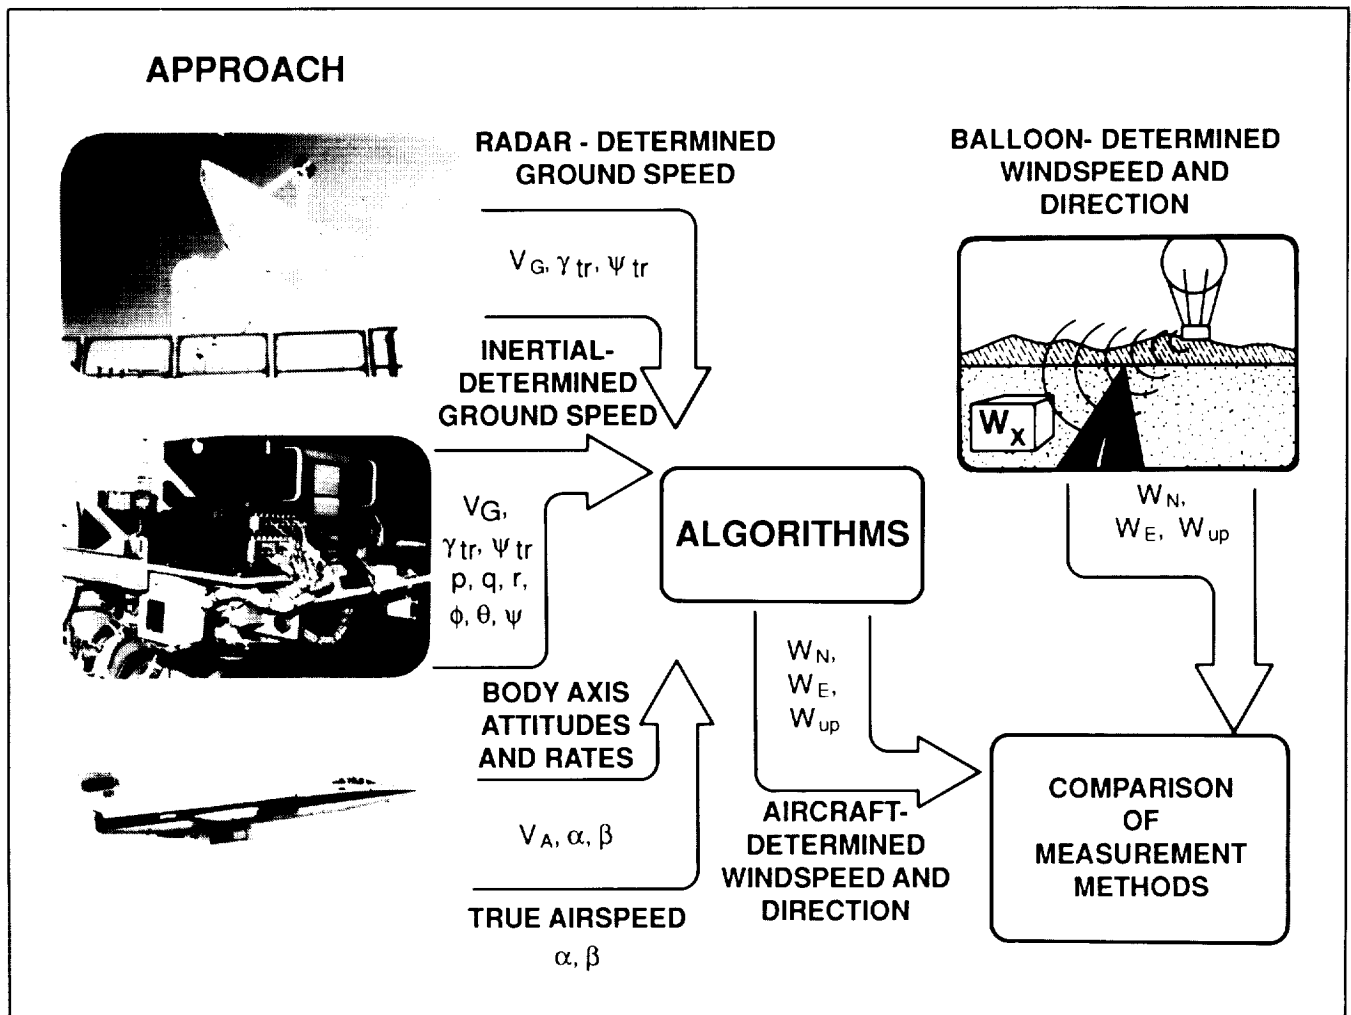 APPROACH
RADAR - DETERMINED
GROUND SPEED
V_G, γ_tr, ψ_tr
INERTIAL-
DETERMINED
GROUND SPEED
V_G,
γ_tr, ψ_tr
p, q, r,
ϕ, θ, ψ
BODY AXIS
ATTITUDES
AND RATES
V_A, α, β
TRUE AIRSPEED
α, β
ALGORITHMS
W_N,
W_E,
W_up
AIRCRAFT-
DETERMINED
WINDSPEED AND
DIRECTION
BALLOON- DETERMINED
WINDSPEED AND
DIRECTION
W_X
W_N,
W_E, W_up
COMPARISON
OF
MEASUREMENT
METHODS